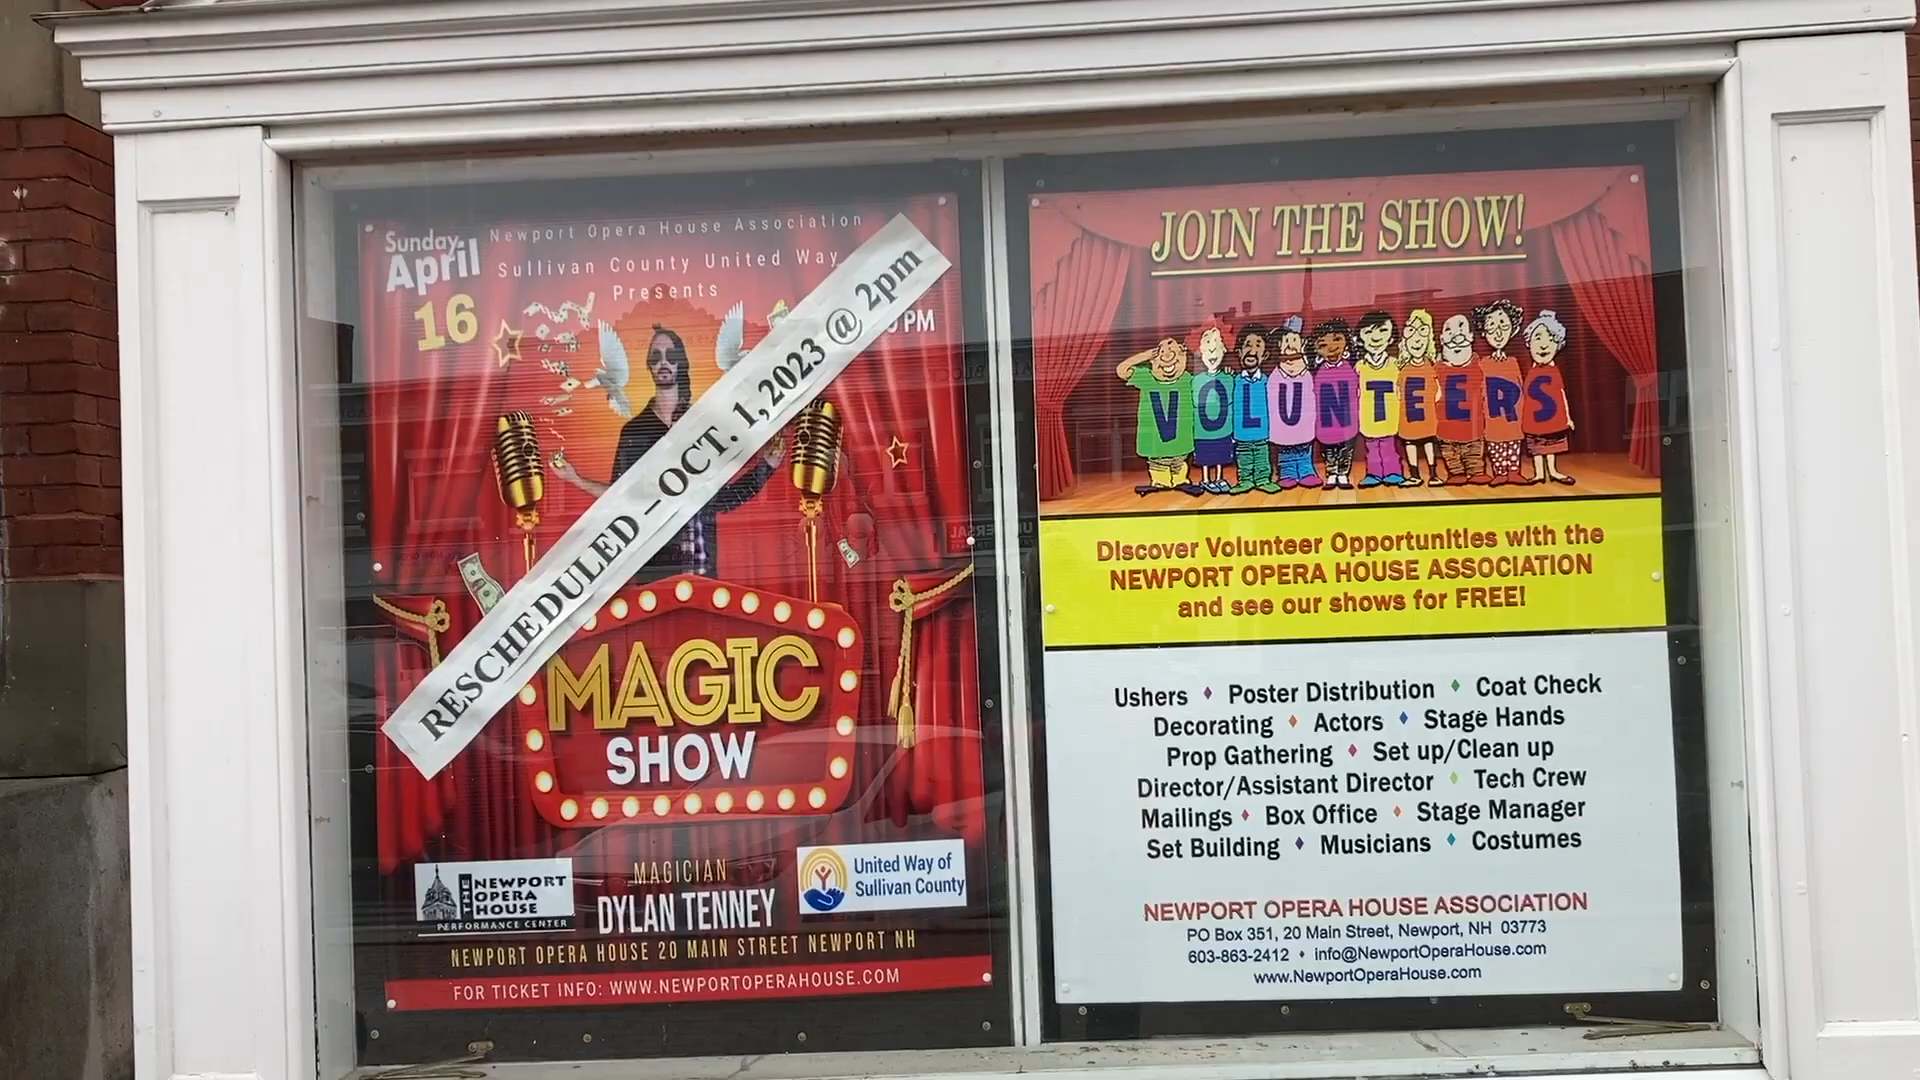 Sunday,
April
16
Newport Opera House Association
Sullivan County United Way
Presents
PM
RESCHEDULED – OCT. 1, 2023 @ 2pm
MAGIC
SHOW
THE NEWPORT
OPERA
HOUSE
PERFORMANCE CENTER
MAGICIAN
DYLAN TENNEY
United Way of
Sullivan County
NEWPORT OPERA HOUSE 20 MAIN STREET NEWPORT NH
FOR TICKET INFO: WWW.NEWPORTOPERAHOUSE.COM
JOIN THE SHOW!
VOLUNTEERS
Discover Volunteer Opportunities with the
NEWPORT OPERA HOUSE ASSOCIATION
and see our shows for FREE!
Ushers ♦ Poster Distribution ♦ Coat Check
Decorating ♦ Actors ♦ Stage Hands
Prop Gathering ♦ Set up/Clean up
Director/Assistant Director ♦ Tech Crew
Mailings ♦ Box Office ♦ Stage Manager
Set Building ♦ Musicians ♦ Costumes
NEWPORT OPERA HOUSE ASSOCIATION
PO Box 351, 20 Main Street, Newport, NH 03773
603-863-2412 ♦ info@NewportOperaHouse.com
www.NewportOperaHouse.com